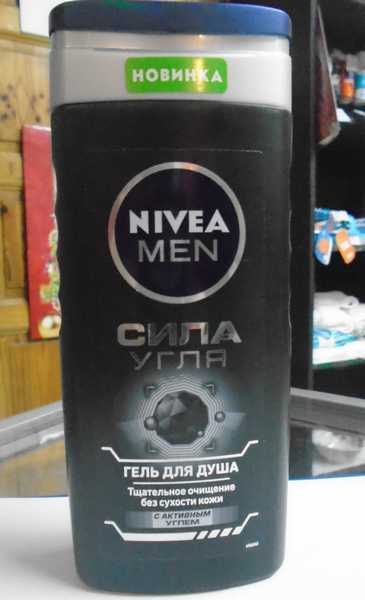 НОВИНКА
NIVEA
MEN
СИЛА
УГЛЯ
ГЕЛЬ ДЛЯ ДУША
Тщательное очищение
без сухости кожи
С АКТИВНЫМ
УГЛЕМ